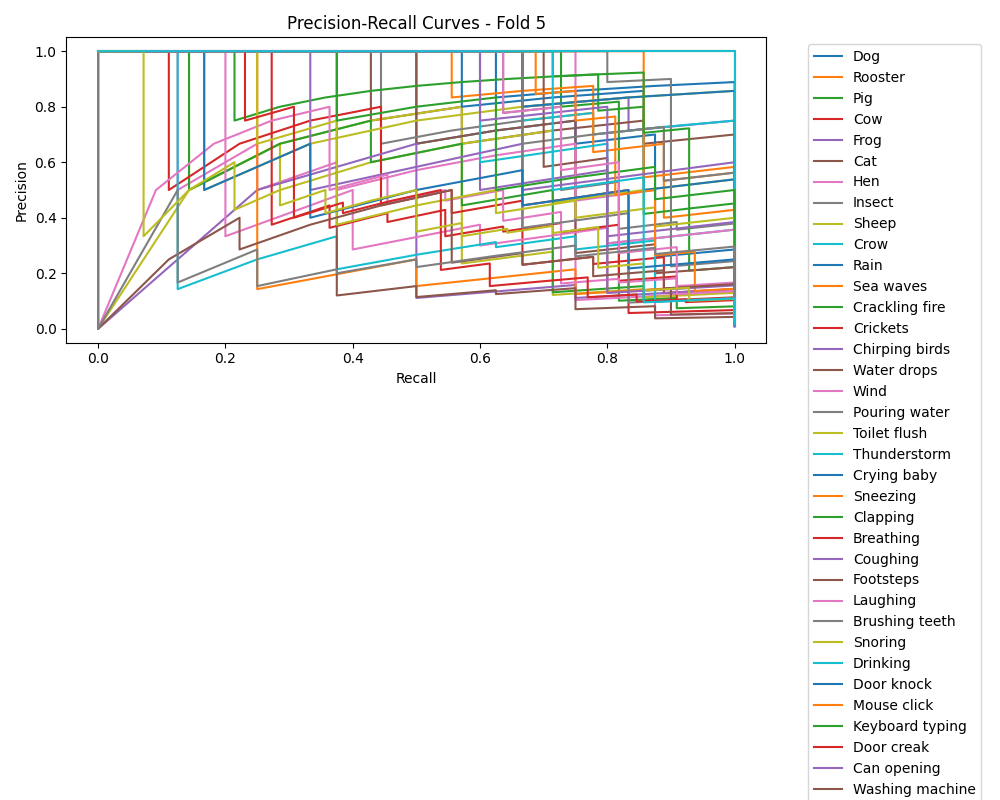 Precision-Recall Curves - Fold 5
Precision
1.0
0.8
0.6
0.4
0.2
0.0
0.0
0.2
0.4
0.6
0.8
1.0
Recall
Dog
Rooster
Pig
Cow
Frog
Cat
Hen
Insect
Sheep
Crow
Rain
Sea waves
Crackling fire
Crickets
Chirping birds
Water drops
Wind
Pouring water
Toilet flush
Thunderstorm
Crying baby
Sneezing
Clapping
Breathing
Coughing
Footsteps
Laughing
Brushing teeth
Snoring
Drinking
Door knock
Mouse click
Keyboard typing
Door creak
Can opening
Washing machine